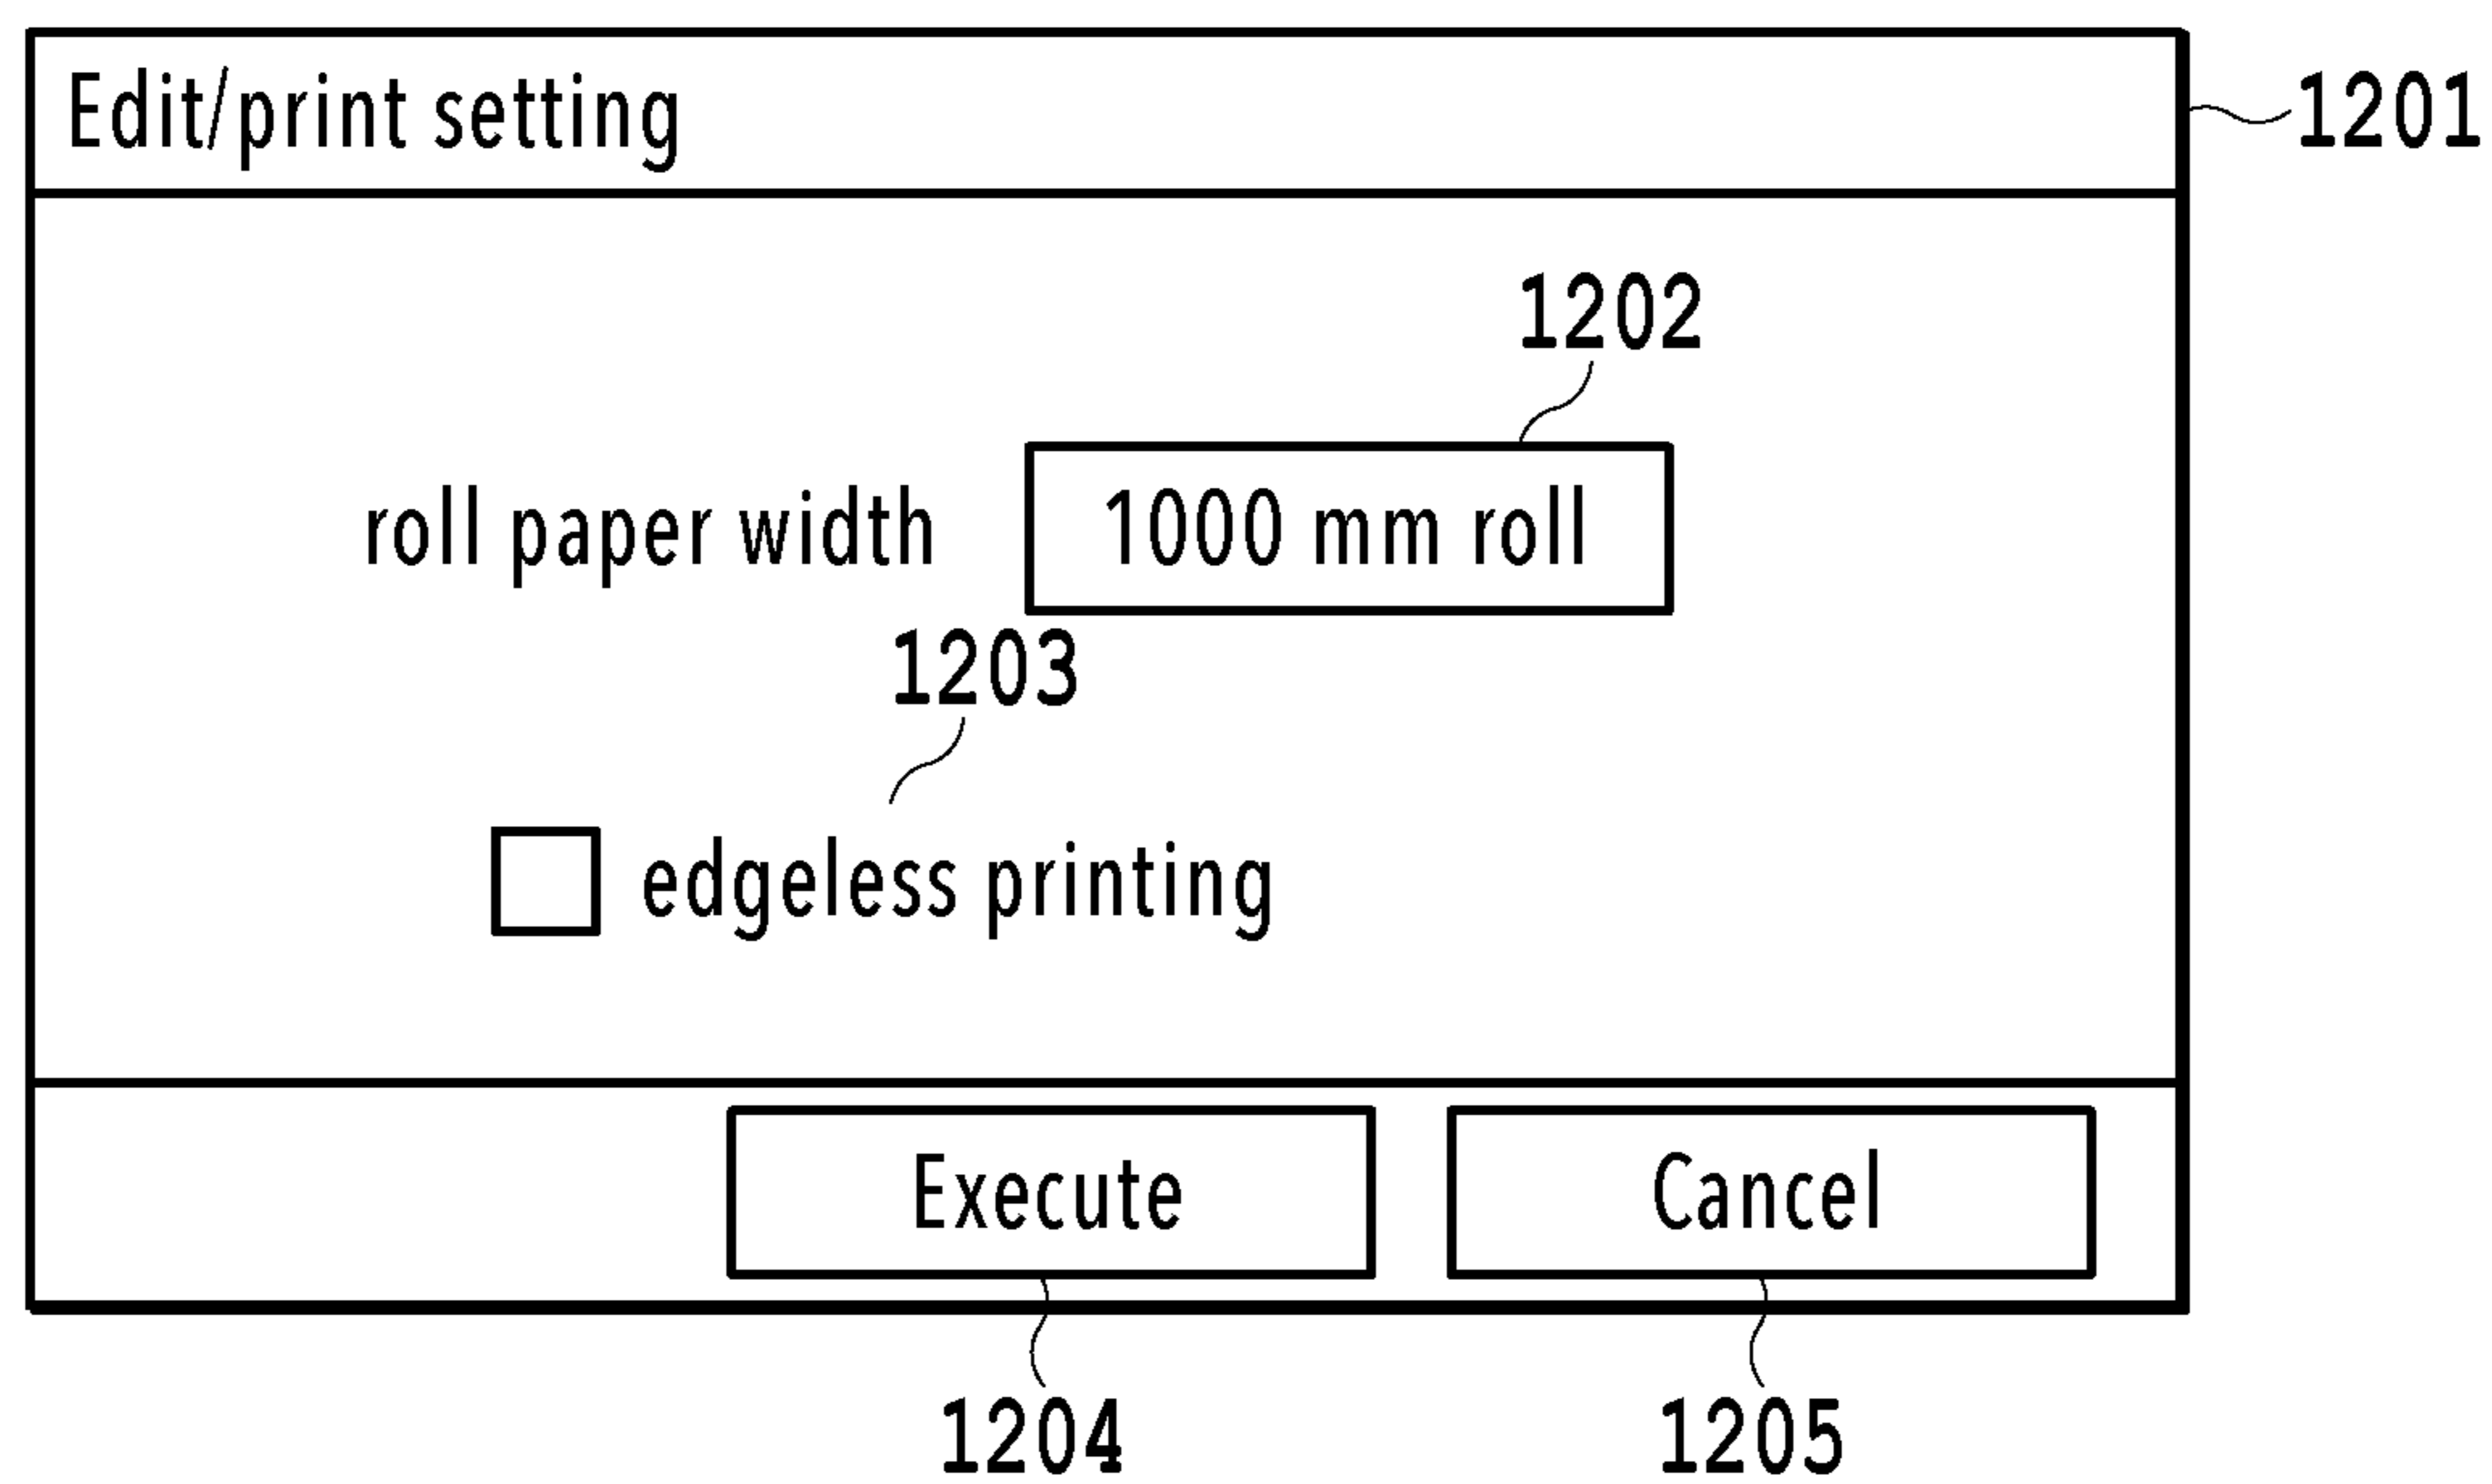 Edit/print setting
1201
1202
roll paper width 1000 mm roll
1203
edgeless printing
Execute Cancel
1204 1205